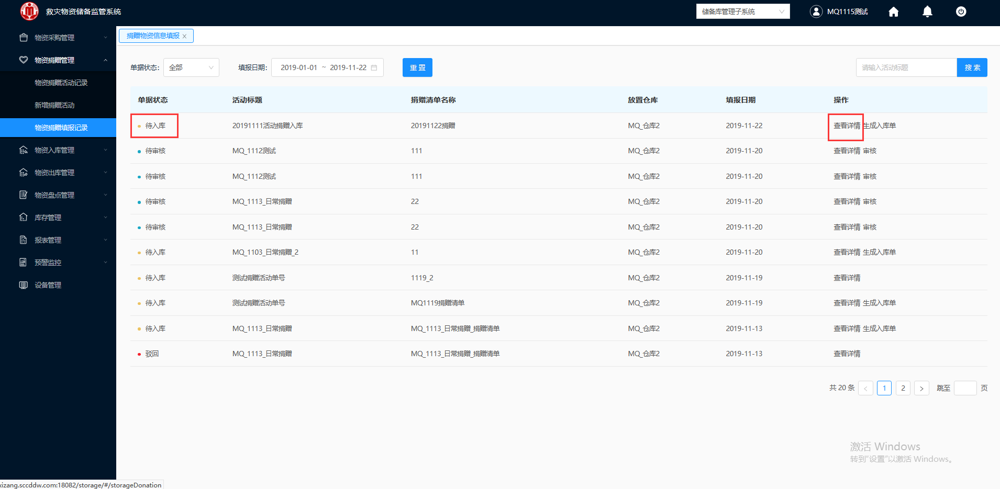 救灾物资储备监管系统
储备库管理子系统
MQ1115测试
物资采购管理
物资捐赠管理
物资捐赠活动记录
新增捐赠活动
物资捐赠填报记录
物资入库管理
物资出库管理
物资盘点管理
库存管理
报表管理
预警监控
设备管理
捐赠物资信息填报
单据状态: 全部 填报日期: 2019-01-01 ~ 2019-11-22 重 置 请输入活动标题 搜 索
单据状态 活动标题 捐赠清单名称 放置仓库 填报日期 操作
待入库 20191111活动捐赠入库 20191122捐赠 MQ_仓库2 2019-11-22 查看详情 生成入库单
待审核 MQ_1112测试 111 MQ_仓库2 2019-11-20 查看详情 审核
待审核 MQ_1112测试 111 MQ_仓库2 2019-11-20 查看详情 审核
待审核 MQ_1113_日常捐赠 22 MQ_仓库2 2019-11-20 查看详情 审核
待审核 MQ_1113_日常捐赠 22 MQ_仓库2 2019-11-20 查看详情 审核
待入库 MQ_1103_日常捐赠_2 11 MQ_仓库2 2019-11-20 查看详情 生成入库单
待入库 测试捐赠活动单号 1119_2 MQ_仓库2 2019-11-19 查看详情
待入库 测试捐赠活动单号 MQ1119捐赠清单 MQ_仓库2 2019-11-19 查看详情 生成入库单
待入库 MQ_1113_日常捐赠 MQ_1113_日常捐赠_捐赠清单 MQ_仓库2 2019-11-13 查看详情 生成入库单
驳回 MQ_1113_日常捐赠 MQ_1113_日常捐赠_捐赠清单 MQ_仓库2 2019-11-13 查看详情
共 20 条 < 1 2 > 跳至 页
激活 Windows
转到“设置”以激活 Windows。
xizang.sccddw.com:18082/storage/#/storageDonation